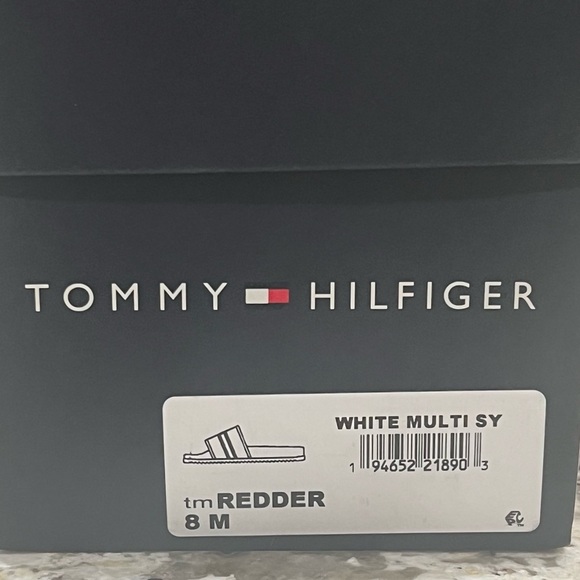 TOMMY HILFIGER
WHITE MULTI SY
1 94652 21890 3
tmREDDER
8 M